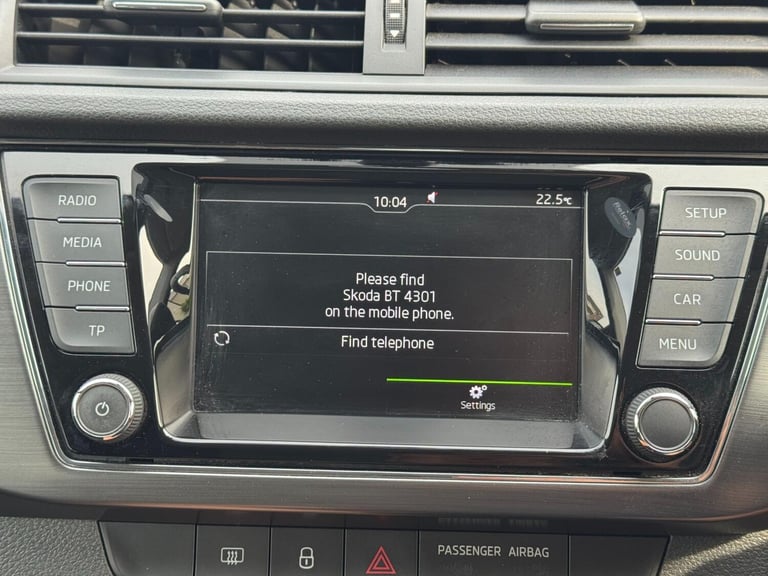 10:04
22.5°C
RADIO
MEDIA
PHONE
TP
Please find
Skoda BT 4301
on the mobile phone.
Find telephone
Settings
Relax
SETUP
SOUND
CAR
MENU
PASSENGER AIRBAG